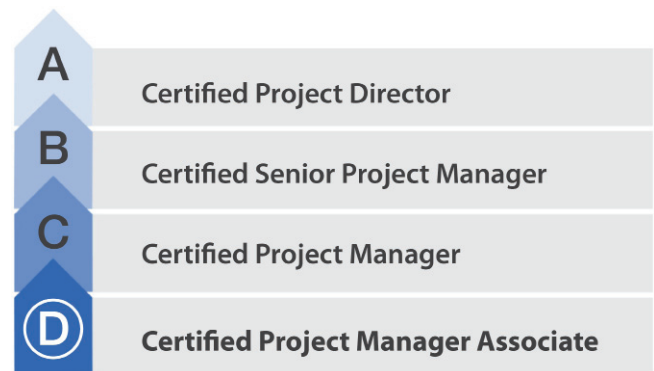 A
Certified Project Director
B
Certified Senior Project Manager
C
Certified Project Manager
D
Certified Project Manager Associate